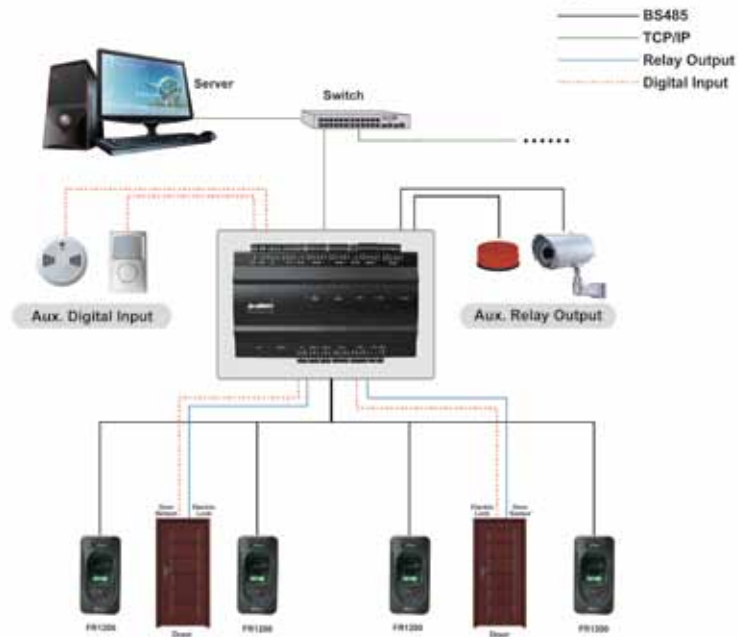 BS485
TCP/IP
Relay Output
Digital Input
Server
Switch
Aux. Digital Input
Aux. Relay Output
Door Sensor
Electric Lock
Electric Lock
Door Sensor
FR1200
Door
FR1200
FR1200
Door
FR1200